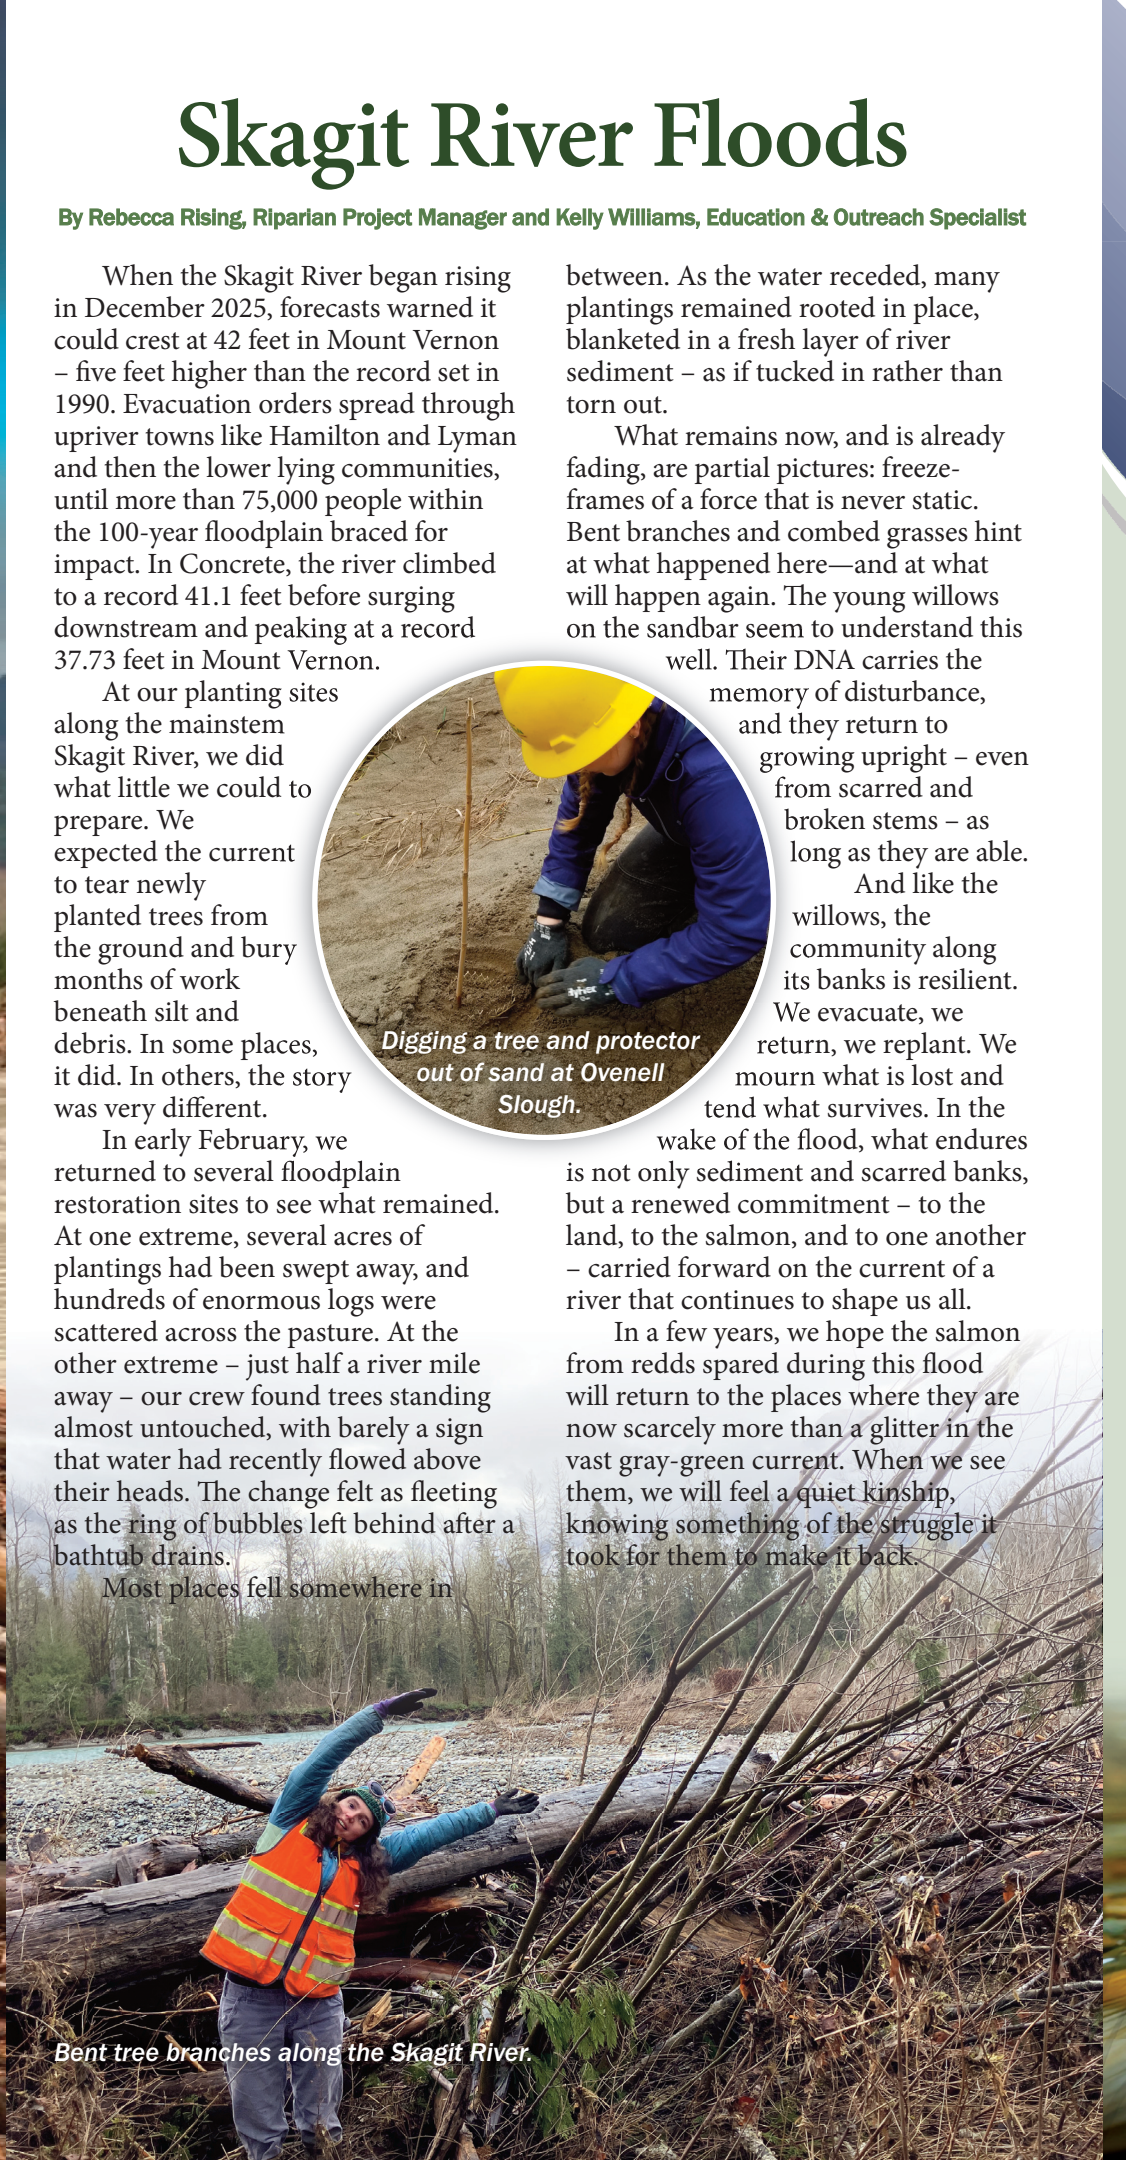 Skagit River Floods
By Rebecca Rising, Riparian Project Manager and Kelly Williams, Education & Outreach Specialist
When the Skagit River began rising
in December 2025, forecasts warned it
could crest at 42 feet in Mount Vernon
– five feet higher than the record set in
1990. Evacuation orders spread through
upriver towns like Hamilton and Lyman
and then the lower lying communities,
until more than 75,000 people within
the 100-year floodplain braced for
impact. In Concrete, the river climbed
to a record 41.1 feet before surging
downstream and peaking at a record
37.73 feet in Mount Vernon.
At our planting sites
along the mainstem
Skagit River, we did
what little we could to
prepare. We
expected the current
to tear newly
planted trees from
the ground and bury
months of work
beneath silt and
debris. In some places,
it did. In others, the story
was very different.
In early February, we
returned to several floodplain
restoration sites to see what remained.
At one extreme, several acres of
plantings had been swept away, and
hundreds of enormous logs were
scattered across the pasture. At the
other extreme – just half a river mile
away – our crew found trees standing
almost untouched, with barely a sign
that water had recently flowed above
their heads. The change felt as fleeting
as the ring of bubbles left behind after a
bathtub drains.
Most places fell somewhere in
between. As the water receded, many
plantings remained rooted in place,
blanketed in a fresh layer of river
sediment – as if tucked in rather than
torn out.
What remains now, and is already
fading, are partial pictures: freeze-
frames of a force that is never static.
Bent branches and combed grasses hint
at what happened here—and at what
will happen again. The young willows
on the sandbar seem to understand this
well. Their DNA carries the
memory of disturbance,
and they return to
growing upright – even
from scarred and
broken stems – as
long as they are able.
And like the
willows, the
community along
its banks is resilient.
We evacuate, we
return, we replant. We
mourn what is lost and
tend what survives. In the
wake of the flood, what endures
is not only sediment and scarred banks,
but a renewed commitment – to the
land, to the salmon, and to one another
– carried forward on the current of a
river that continues to shape us all.
In a few years, we hope the salmon
from redds spared during this flood
will return to the places where they are
now scarcely more than a glitter in the
vast gray-green current. When we see
them, we will feel a quiet kinship,
knowing something of the struggle it
took for them to make it back.
Digging a tree and protector
out of sand at Ovenell
Slough.
Bent tree branches along the Skagit River.